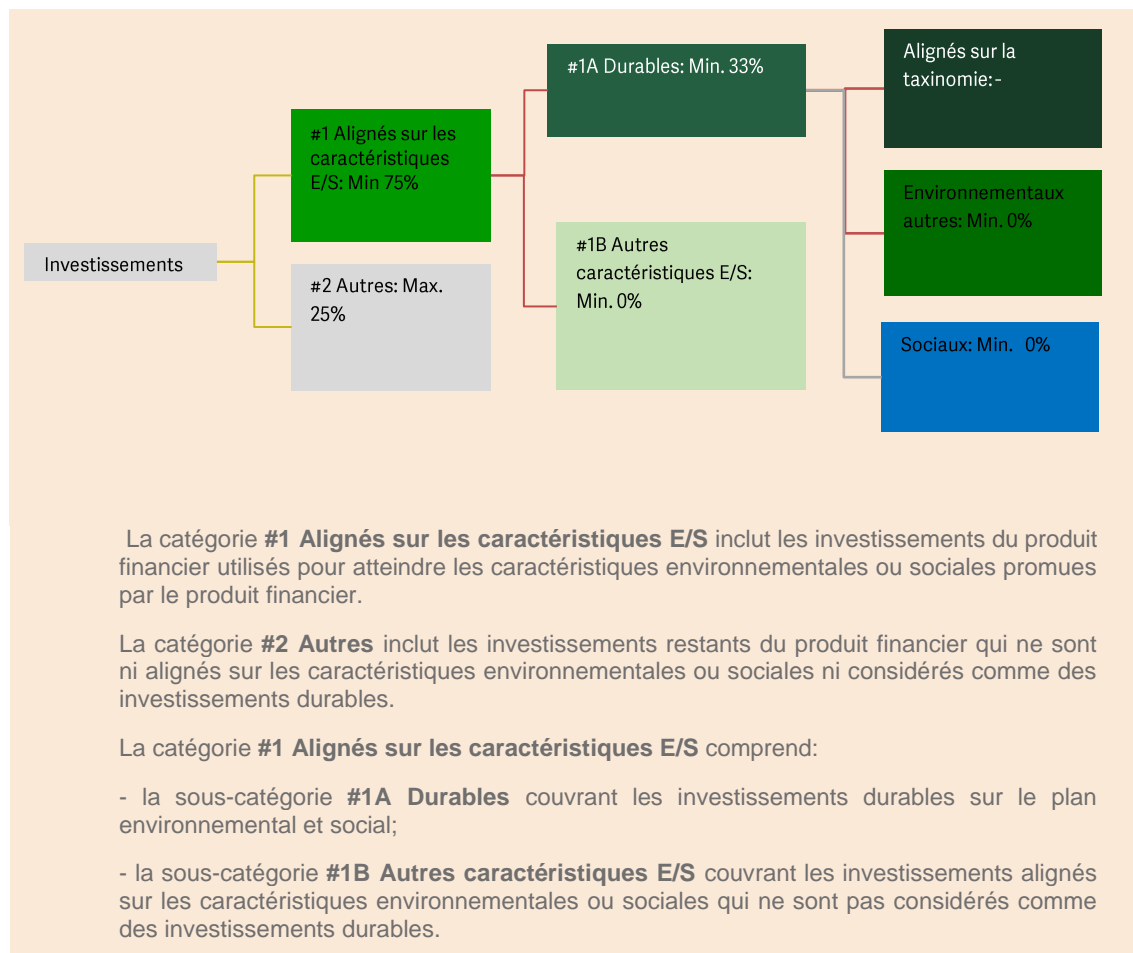 Investissements
#1 Alignés sur les
caractéristiques
E/S: Min 75%
#2 Autres: Max.
25%
#1A Durables: Min. 33%
#1B Autres
caractéristiques E/S:
Min. 0%
Alignés sur la
taxinomie:-
Environnementaux
autres: Min. 0%
Sociaux: Min. 0%
La catégorie #1 Alignés sur les caractéristiques E/S inclut les investissements du produit
financier utilisés pour atteindre les caractéristiques environnementales ou sociales promues
par le produit financier.
La catégorie #2 Autres inclut les investissements restants du produit financier qui ne sont
ni alignés sur les caractéristiques environnementales ou sociales ni considérés comme des
investissements durables.
La catégorie #1 Alignés sur les caractéristiques E/S comprend:
- la sous-catégorie #1A Durables couvrant les investissements durables sur le plan
environnemental et social;
- la sous-catégorie #1B Autres caractéristiques E/S couvrant les investissements alignés
sur les caractéristiques environnementales ou sociales qui ne sont pas considérés comme
des investissements durables.